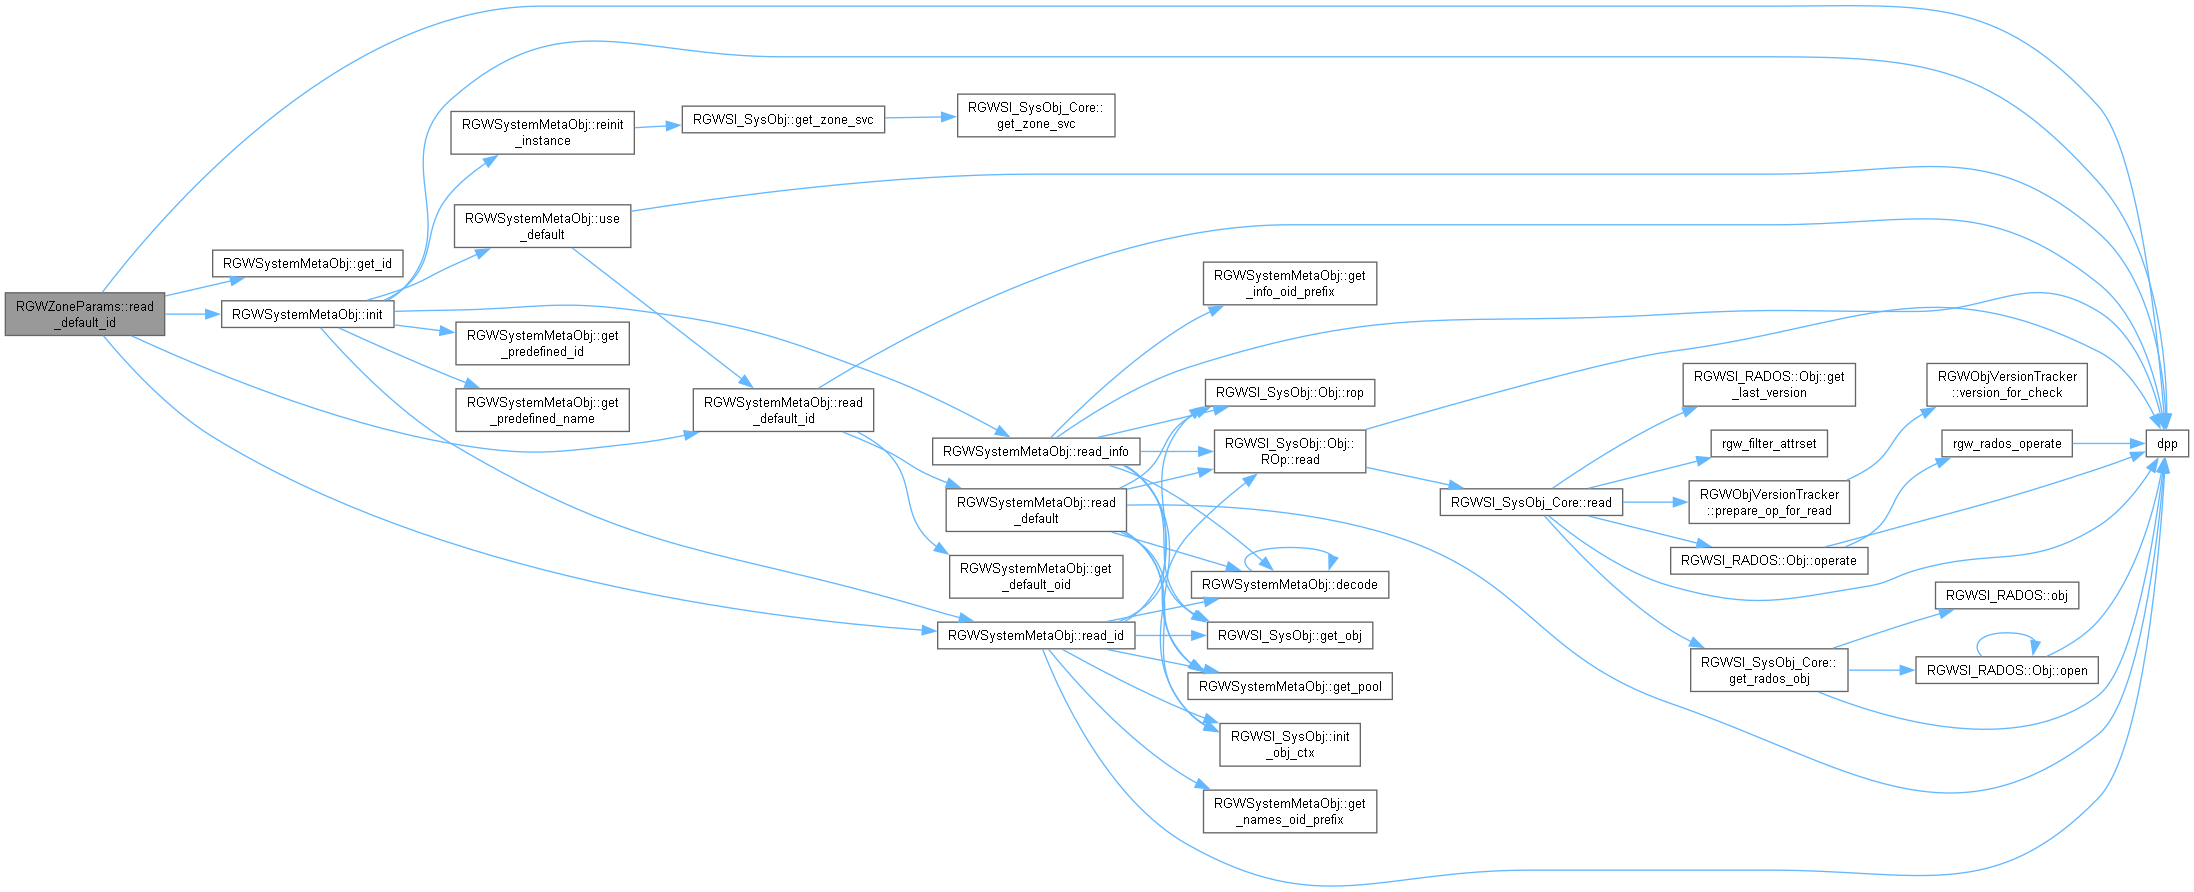 RGWZoneParams::read
_default_id
RGWSystemMetaObj::get_id
RGWSystemMetaObj::init
RGWSystemMetaObj::reinit
_instance
RGWSystemMetaObj::use
_default
RGWSystemMetaObj::get
_predefined_id
RGWSystemMetaObj::get
_predefined_name
RGWSI_SysObj::get_zone_svc
RGWSystemMetaObj::read
_default_id
RGWSI_SysObj_Core::
get_zone_svc
RGWSystemMetaObj::read_info
RGWSystemMetaObj::read
_default
RGWSystemMetaObj::get
_default_oid
RGWSystemMetaObj::read_id
RGWSystemMetaObj::get
_info_oid_prefix
RGWSI_SysObj::Obj::rop
RGWSI_SysObj::Obj::
ROp::read
RGWSystemMetaObj::decode
RGWSI_SysObj::get_obj
RGWSystemMetaObj::get_pool
RGWSI_SysObj::init
_obj_ctx
RGWSystemMetaObj::get
_names_oid_prefix
RGWSI_SysObj_Core::read
RGWSI_RADOS::Obj::get
_last_version
rgw_filter_attrset
RGWObjVersionTracker
::prepare_op_for_read
RGWSI_RADOS::Obj::operate
RGWSI_SysObj_Core::
get_rados_obj
RGWObjVersionTracker
::version_for_check
rgw_rados_operate
RGWSI_RADOS::obj
RGWSI_RADOS::Obj::open
dpp